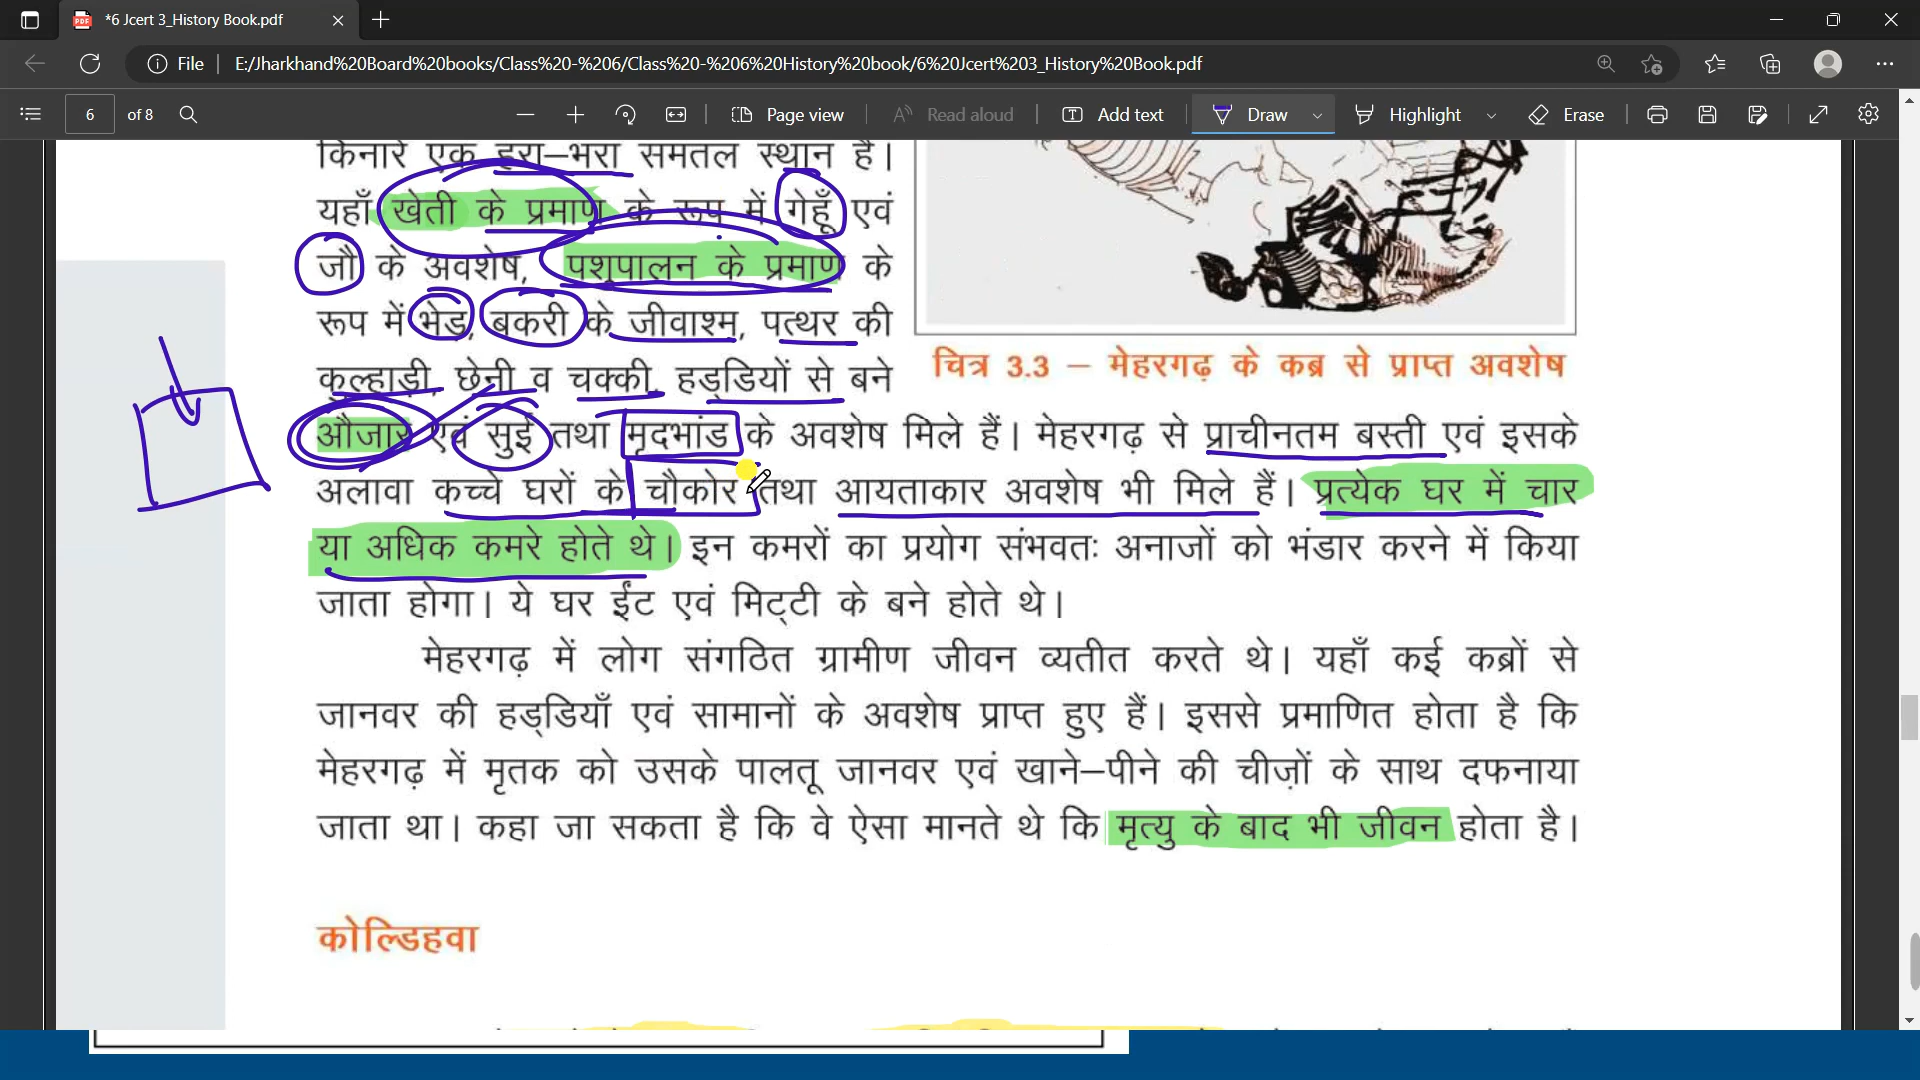 *6 Jcert 3_History Book.pdf
File
E:/Jharkhand%20Board%20books/Class%20-%206/Class%20-%206%20History%20book/6%20Jcert%203_History%20Book.pdf
6 of 8
Page view
Read aloud
Add text
Draw
Highlight
Erase
किनारे एक हरा–भरा समतल स्थान है।
यहाँ खेती के प्रमाण के रूप में गेहूँ एवं
जौ के अवशेष, पशुपालन के प्रमाण के
रूप में भेड़, बकरी के जीवाश्म, पत्थर की
कुल्हाड़ी, छेनी व चक्की, हड्डियों से बने
चित्र 3.3 – मेहरगढ़ के कब्र से प्राप्त अवशेष
औजार एवं सुई तथा मृदभांड के अवशेष मिले हैं। मेहरगढ़ से प्राचीनतम बस्ती एवं इसके
अलावा कच्चे घरों के चौकोर तथा आयताकार अवशेष भी मिले हैं। प्रत्येक घर में चार
या अधिक कमरे होते थे। इन कमरों का प्रयोग संभवतः अनाजों को भंडार करने में किया
जाता होगा। ये घर ईंट एवं मिट्टी के बने होते थे।
मेहरगढ़ में लोग संगठित ग्रामीण जीवन व्यतीत करते थे। यहाँ कई कब्रों से
जानवर की हड्डियाँ एवं सामानों के अवशेष प्राप्त हुए हैं। इससे प्रमाणित होता है कि
मेहरगढ़ में मृतक को उसके पालतू जानवर एवं खाने–पीने की चीज़ों के साथ दफनाया
जाता था। कहा जा सकता है कि वे ऐसा मानते थे कि मृत्यु के बाद भी जीवन होता है।
कोल्डिहवा